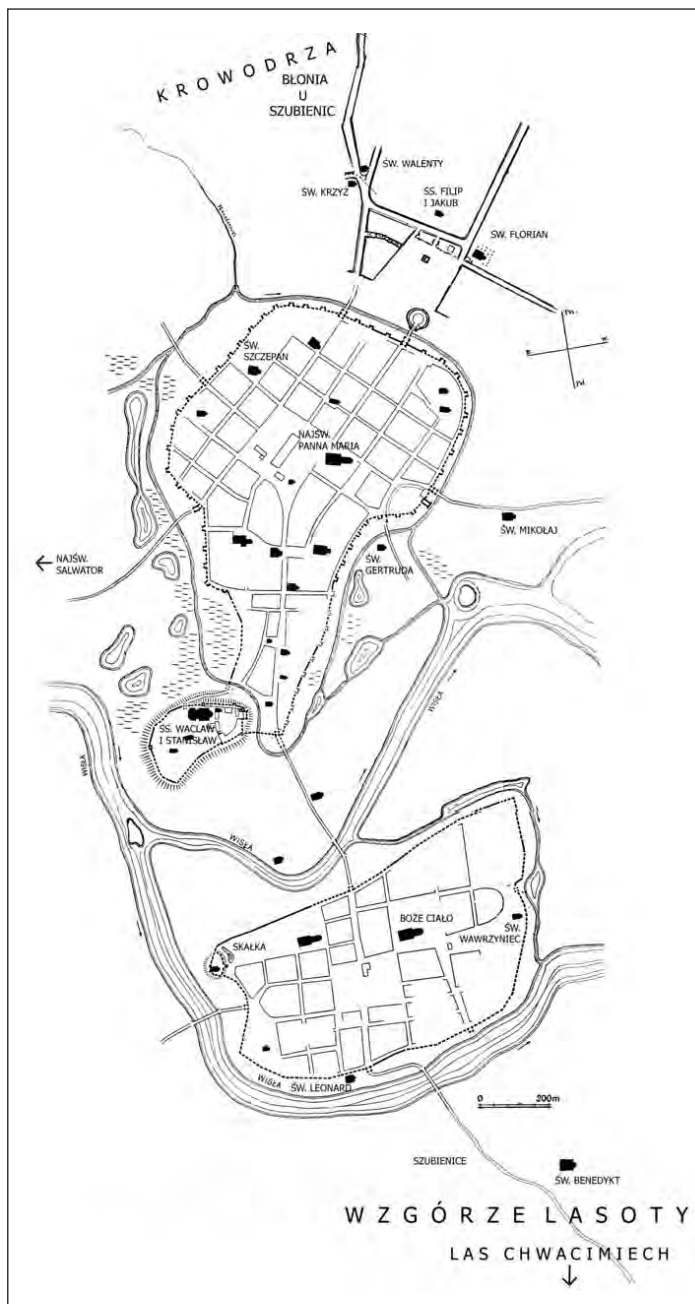 KROWODRZA
BŁONIA
U
SZUBIENIC
ŚW. WALENTY
ŚW. KRZYŻ
SS. FILIP
I JAKUB
ŚW. FLORIAN
ŚW.
SZCZEPAN
NAJŚW.
PANNA MARIA
ŚW. MIKOŁAJ
NAJŚW.
SALWATOR
ŚW.
GERTRUDA
WISŁA
SS. WACŁAW
I STANISŁAW
WISŁA
WISŁA
BOŻE CIAŁO
ŚW.
WAWRZYNIEC
SKAŁKA
WISŁA
ŚW. LEONARD
0 200m
SZUBIENICE
ŚW. BENEDYKT
WZGÓRZE LASOTY
LAS CHWACIMIECH